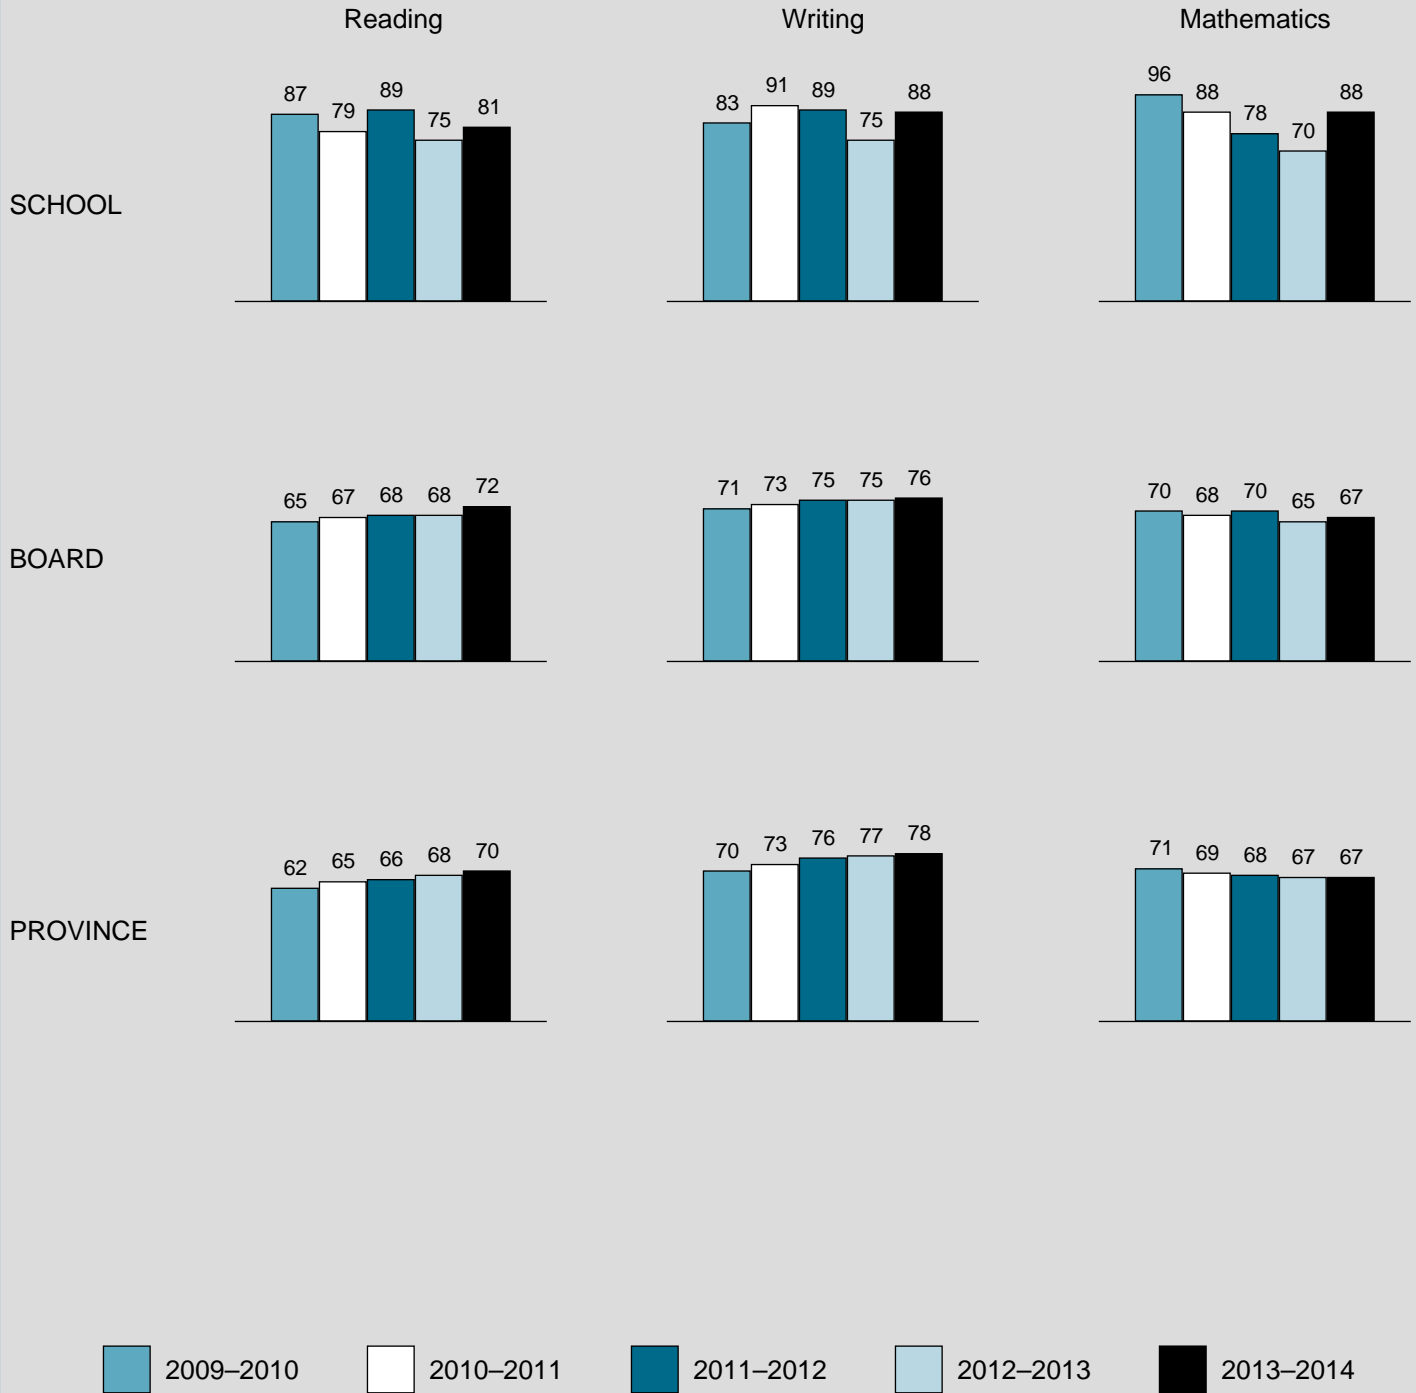 Reading Writing Mathematics
SCHOOL
87 79 89 75 81
83 91 89 75 88
96 88 78 70 88
BOARD
65 67 68 68 72
71 73 75 75 76
70 68 70 65 67
PROVINCE
62 65 66 68 70
70 73 76 77 78
71 69 68 67 67
2009–2010 2010–2011 2011–2012 2012–2013 2013–2014